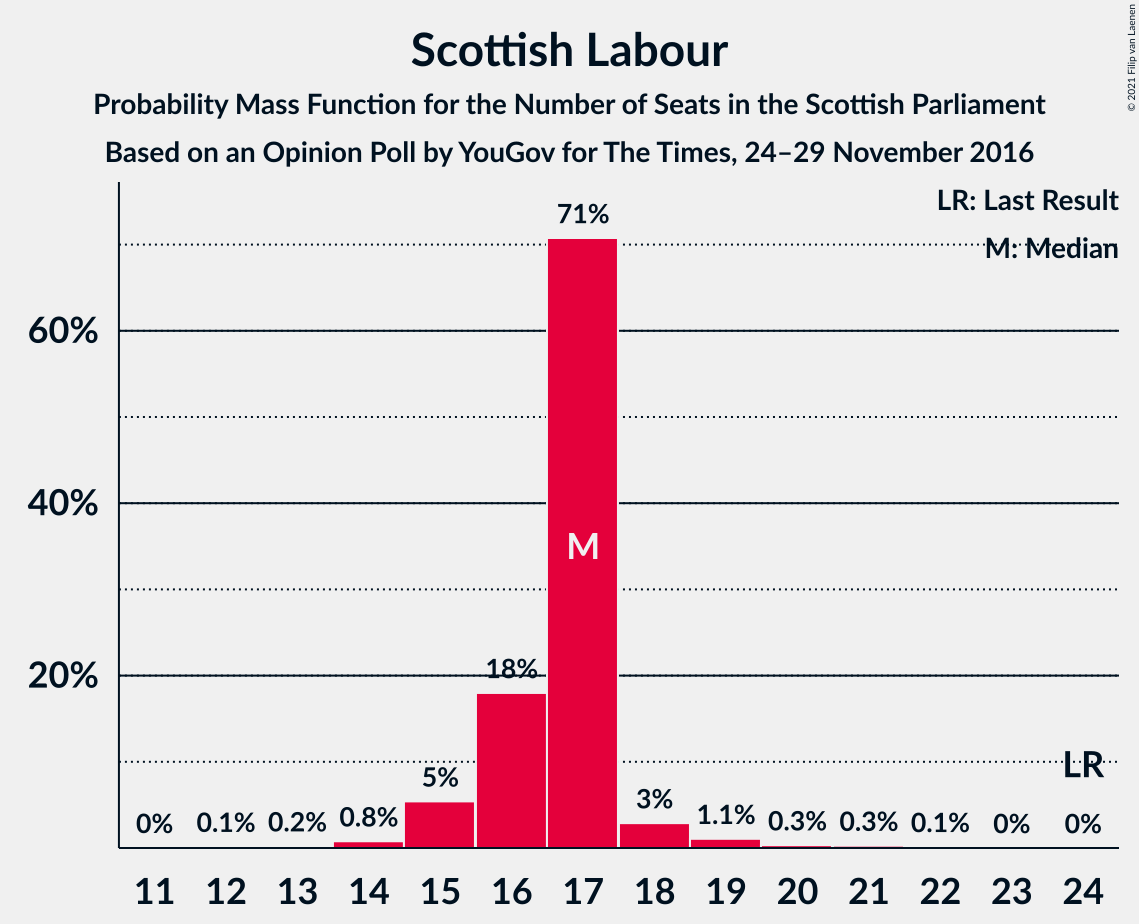 Scottish Labour
Probability Mass Function for the Number of Seats in the Scottish Parliament
Based on an Opinion Poll by YouGov for The Times, 24–29 November 2016
© 2021 Filip van Laenen
LR: Last Result
M: Median
71%
60%
40%
M
20%
18%
5%
3%
LR
0%
0.1%
0.2%
0.8%
1.1%
0.3%
0.3%
0.1%
0%
0%
11 12 13 14 15 16 17 18 19 20 21 22 23 24